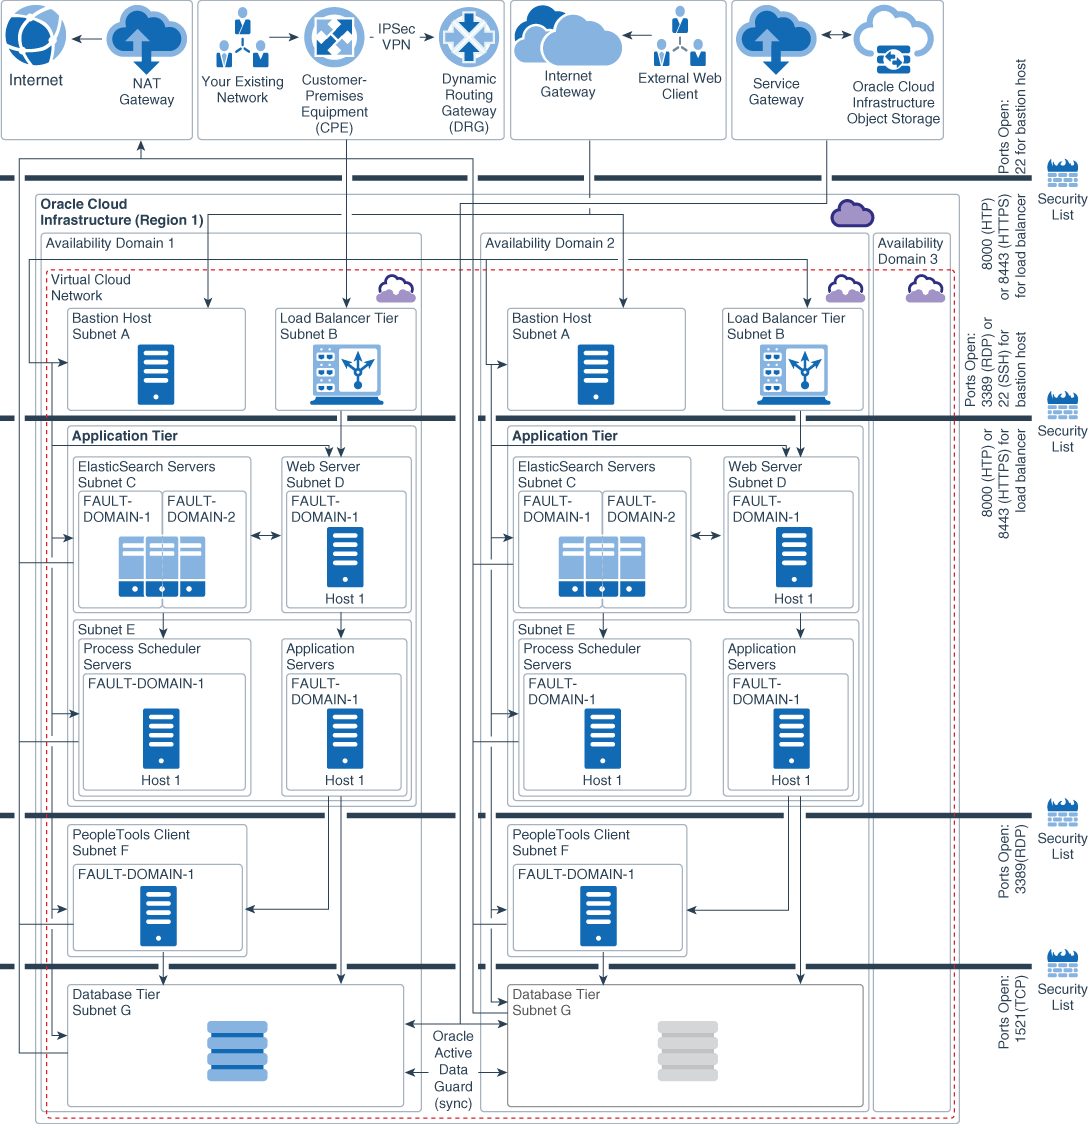 Internet
NAT
Gateway
Your Existing
Network
Customer-
Premises
Equipment
(CPE)
IPSec
VPN
Dynamic
Routing
Gateway
(DRG)
Internet
Gateway
External Web
Client
Service
Gateway
Oracle Cloud
Infrastructure
Object Storage
Ports Open:
22 for bastion host
Security
List
Oracle Cloud
Infrastructure (Region 1)
8000 (HTP)
or 8443 (HTTPS)
for load balancer
Availability Domain 1
Availability Domain 2
Availability
Domain 3
Virtual Cloud
Network
Bastion Host
Subnet A
Load Balancer Tier
Subnet B
Bastion Host
Subnet A
Load Balancer Tier
Subnet B
Ports Open:
3389 (RDP) or
22 (SSH) for
bastion host
Security
List
8000 (HTP) or
8443 (HTTPS) for
load balancer
Application Tier
ElasticSearch Servers
Subnet C
FAULT-
DOMAIN-1
FAULT-
DOMAIN-2
Web Server
Subnet D
FAULT-
DOMAIN-1
Host 1
Application Tier
ElasticSearch Servers
Subnet C
FAULT-
DOMAIN-1
FAULT-
DOMAIN-2
Web Server
Subnet D
FAULT-
DOMAIN-1
Host 1
Subnet E
Process Scheduler
Servers
FAULT-DOMAIN-1
Host 1
Application
Servers
FAULT-
DOMAIN-1
Host 1
Subnet E
Process Scheduler
Servers
FAULT-
DOMAIN-1
Host 1
Application
Servers
FAULT-
DOMAIN-1
Host 1
Security
List
Ports Open:
3389(RDP)
PeopleTools Client
Subnet F
FAULT-DOMAIN-1
PeopleTools Client
Subnet F
FAULT-DOMAIN-1
Security
List
Ports Open:
1521(TCP)
Database Tier
Subnet G
Database Tier
Subnet G
Oracle
Active
Data
Guard
(sync)